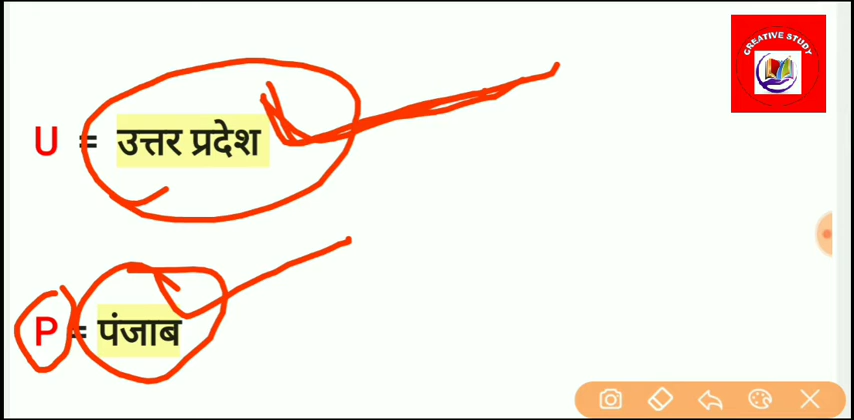 CREATIVE STUDY
U = उत्तर प्रदेश
P = पंजाब